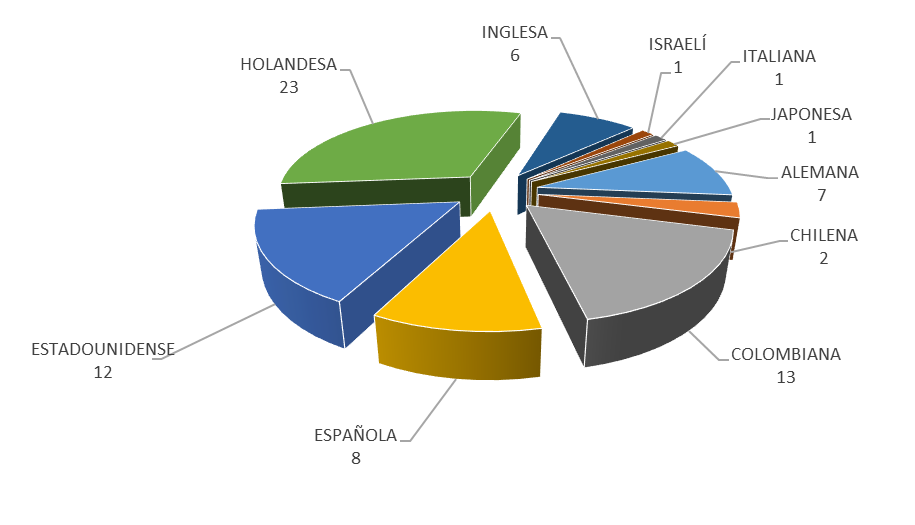 INGLESA
6
ISRAELÍ
1
ITALIANA
1
HOLANDESA
23
JAPONESA
1
ALEMANA
7
CHILENA
2
COLOMBIANA
13
ESTADOUNIDENSE
12
ESPAÑOLA
8